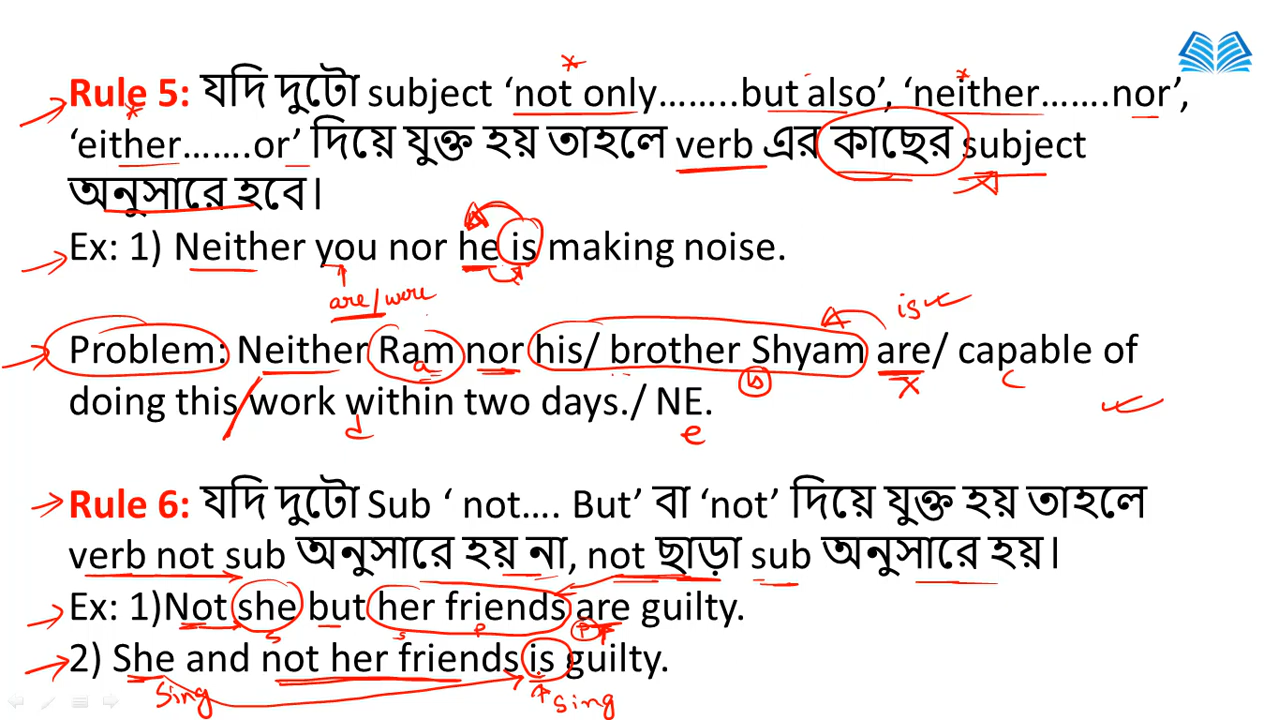 Rule 5: যদি দুটো subject ‘not only……..but also’, ‘neither…….nor’,
‘either…….or’ দিয়ে যুক্ত হয় তাহলে verb এর কাছের subject
অনুসারে হবে।
Ex: 1) Neither you nor he is making noise.
are/were
is
Problem: Neither Ram nor his/ brother Shyam are/ capable of
a b x c
doing this/work within two days./ NE.
d e
Rule 6: যদি দুটো Sub ‘ not…. But’ বা ‘not’ দিয়ে যুক্ত হয় তাহলে
verb not sub অনুসারে হয় না, not ছাড়া sub অনুসারে হয়।
Ex: 1)Not she but her friends are guilty.
s s p p p
2) She and not her friends is guilty.
Sing Sing